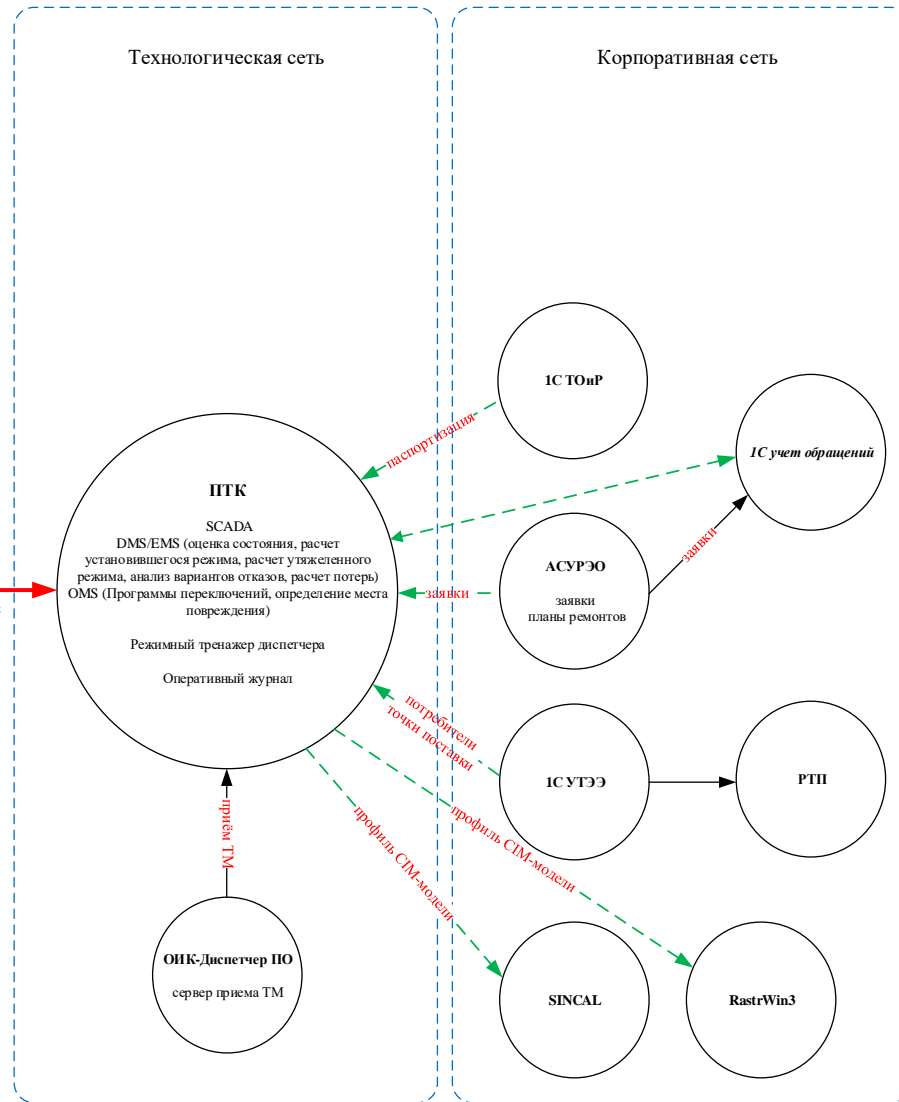 Технологическая сеть
Корпоративная сеть
1С ТОиР
паспортизация
1С учет обращений
ПТК
SCADA
DMS/EMS (оценка состояния, расчет
установившегося режима, расчет утяжеленного
режима, анализ вариантов отказов, расчет потерь)
OMS (Программы переключений, определение места
повреждения)
Режимный тренажер диспетчера
Оперативный журнал
заявки
АСУРЭО
заявки
планы ремонтов
заявки
потребители
точки поставки
1С УТЭЭ
РТП
приём ТМ
профиль CIM-модели
профиль CIM-модели
ОИК-Диспетчер ПО
сервер приема ТМ
SINCAL
RastrWin3